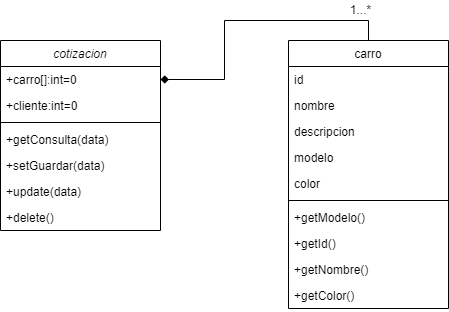 1...*
cotizacion
+carro[]:int=0
+cliente:int=0
+getConsulta(data)
+setGuardar(data)
+update(data)
+delete()
carro
id
nombre
descripcion
modelo
color
+getModelo()
+getId()
+getNombre()
+getColor()